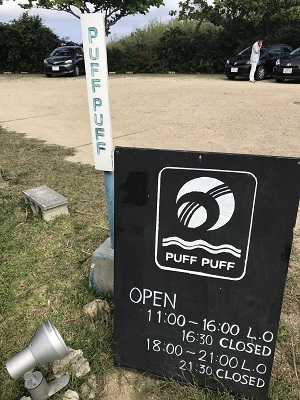 PUFF PUFF
PUFF PUFF
OPEN
11:00-16:00 L.O
16:30 CLOSED
18:00-21:00 L.O
21:30 CLOSED